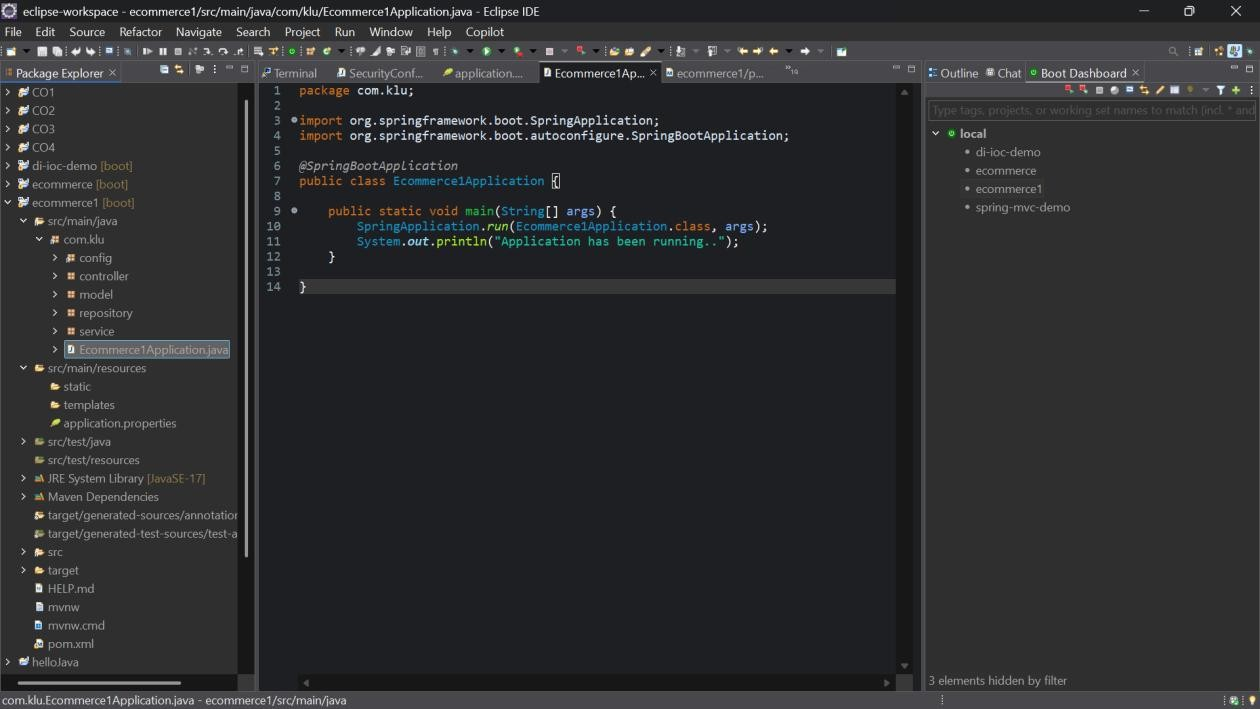 eclipse-workspace - ecommerce1/src/main/java/com/klu/Ecommerce1Application.java - Eclipse IDE
File Edit Source Refactor Navigate Search Project Run Window Help Copilot
Package Explorer
CO1
CO2
CO3
CO4
di-ioc-demo [boot]
ecommerce [boot]
ecommerce1 [boot]
src/main/java
com.klu
config
controller
model
repository
service
Ecommerce1Application.java
src/main/resources
static
templates
application.properties
src/test/java
src/test/resources
JRE System Library [JavaSE-17]
Maven Dependencies
target/generated-sources/annotation
target/generated-test-sources/test-a
src
target
HELP.md
mvnw
mvnw.cmd
pom.xml
helloJava
Terminal SecurityConf... application.... Ecommerce1Ap... ecommerce1/p... »14
1 package com.klu;
2
3 import org.springframework.boot.SpringApplication;
4 import org.springframework.boot.autoconfigure.SpringBootApplication;
5
6 @SpringBootApplication
7 public class Ecommerce1Application {
8
9 public static void main(String[] args) {
10 SpringApplication.run(Ecommerce1Application.class, args);
11 System.out.println("Application has been running..");
12 }
13
14 }
Outline Chat Boot Dashboard
Type tags, projects, or working set names to match (incl. * and
local
di-ioc-demo
ecommerce
ecommerce1
spring-mvc-demo
3 elements hidden by filter
com.klu.Ecommerce1Application.java - ecommerce1/src/main/java